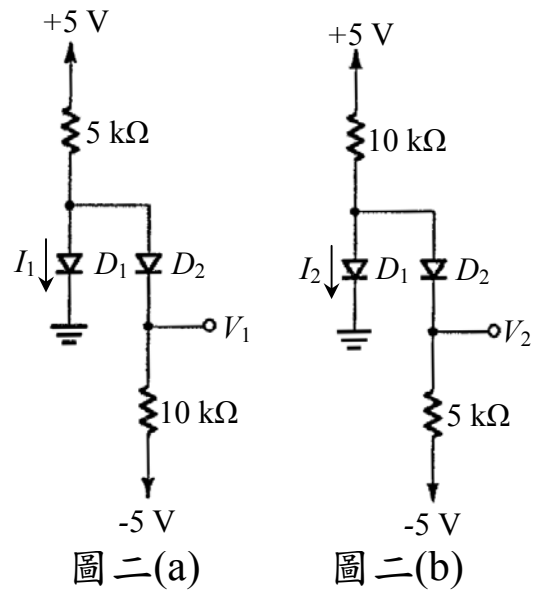 +5 V
5 kΩ
I₁ D₁ D₂
V₁
10 kΩ
-5 V
圖二(a)
+5 V
10 kΩ
I₂ D₁ D₂
V₂
5 kΩ
-5 V
圖二(b)